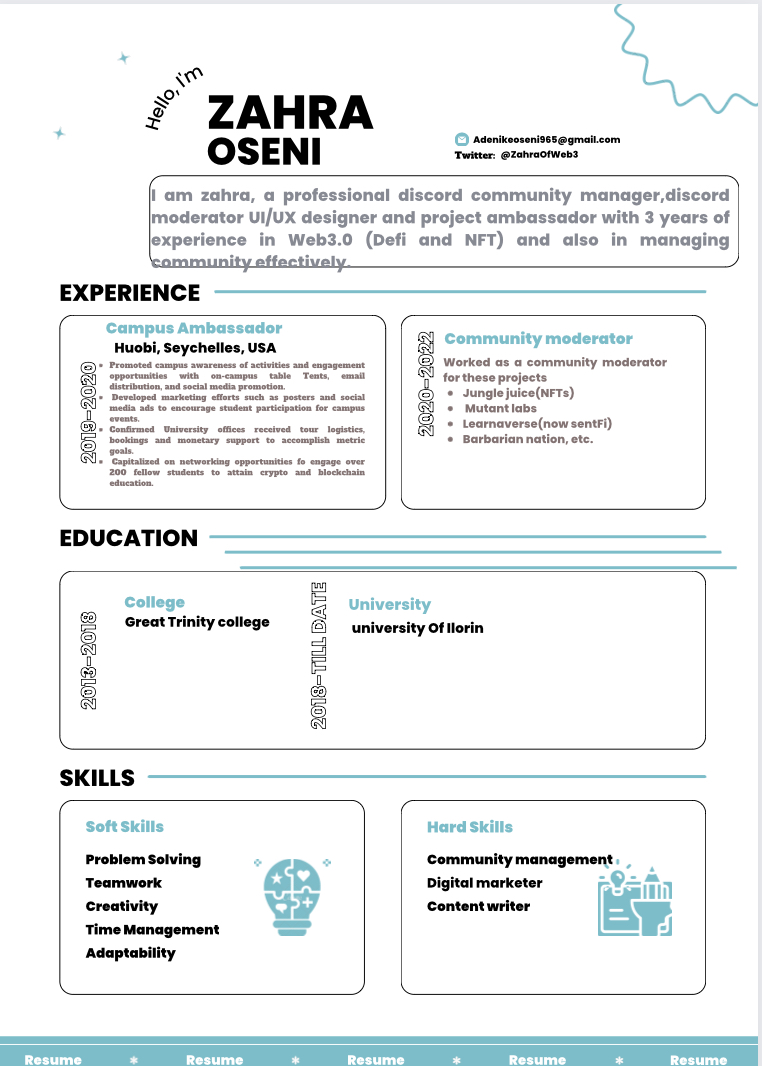 Hello, I'm
ZAHRA
OSENI
Adenikeoseni965@gmail.com
Twitter: @ZahraOfWeb3
I am zahra, a professional discord community manager,discord
moderator UI/UX designer and project ambassador with 3 years of
experience in Web3.0 (Defi and NFT) and also in managing
community effectively.
EXPERIENCE
Campus Ambassador
Huobi, Seychelles, USA
2019-2020
Promoted campus awareness of activities and engagement
opportunities with on-campus table Tents, email
distribution, and social media promotion.
Developed marketing efforts such as posters and social
media ads to encourage student participation for campus
events.
Confirmed University offices received tour logistics,
bookings and monetary support to accomplish metric
goals.
Capitalized on networking opportunities fo engage over
200 fellow students to attain crypto and blockchain
education.
2020-2022
Community moderator
Worked as a community moderator
for these projects
Jungle juice(NFTs)
Mutant labs
Learnaverse(now sentFi)
Barbarian nation, etc.
EDUCATION
2013-2018
College
Great Trinity college
2018-TILL DATE
University
university Of Ilorin
SKILLS
Soft Skills
Problem Solving
Teamwork
Creativity
Time Management
Adaptability
Hard Skills
Community management
Digital marketer
Content writer
Resume * Resume * Resume * Resume * Resume